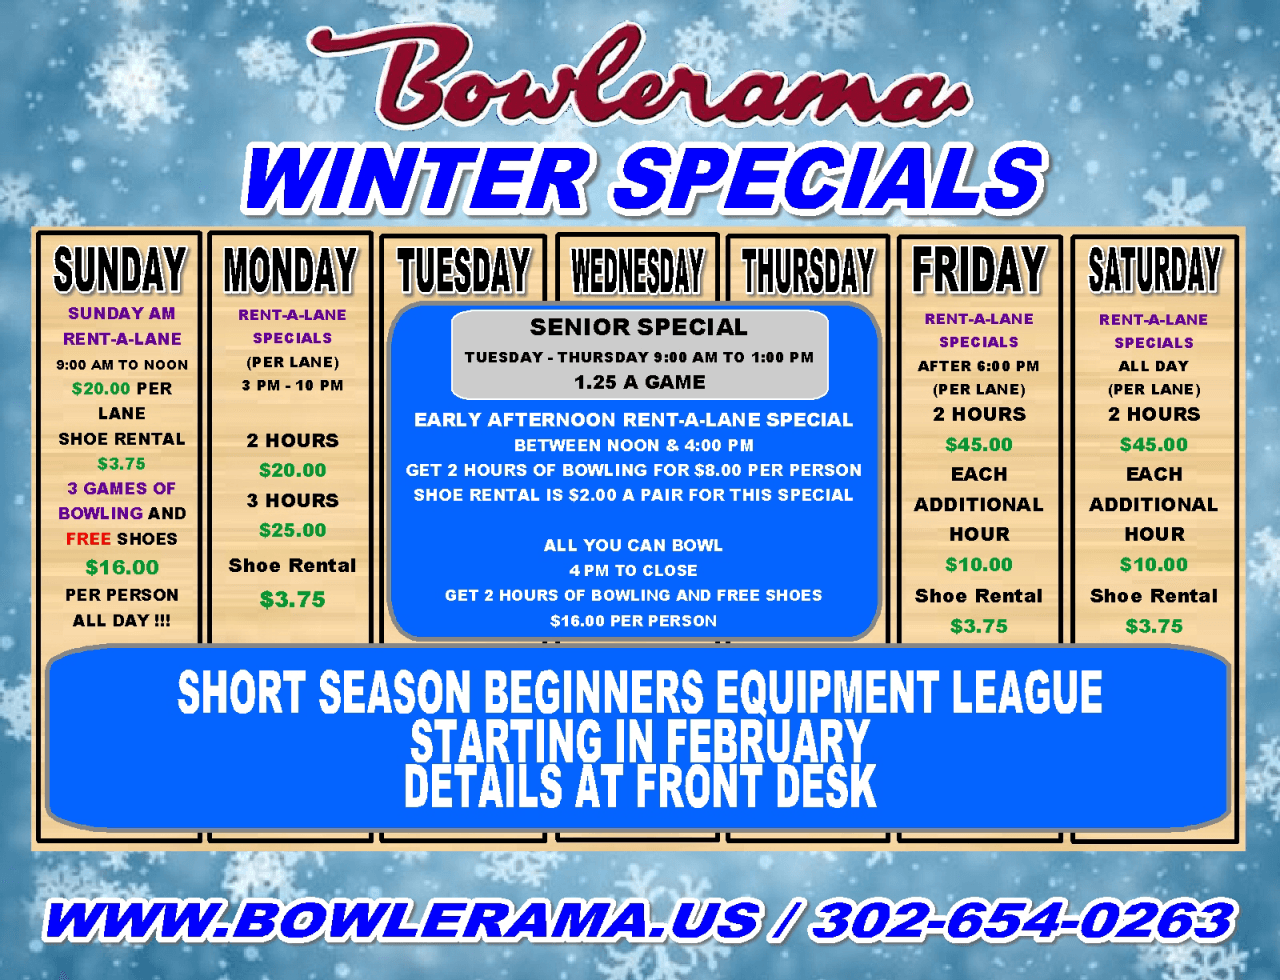 Bowlerama
WINTER SPECIALS
SUNDAY
SUNDAY AM
RENT-A-LANE
9:00 AM TO NOON
$20.00 PER
LANE
SHOE RENTAL
$3.75
3 GAMES OF
BOWLING AND
FREE SHOES
$16.00
PER PERSON
ALL DAY !!!
MONDAY
RENT-A-LANE
SPECIALS
(PER LANE)
3 PM - 10 PM
2 HOURS
$20.00
3 HOURS
$25.00
Shoe Rental
$3.75
TUESDAY
WEDNESDAY
THURSDAY
SENIOR SPECIAL
TUESDAY - THURSDAY 9:00 AM TO 1:00 PM
1.25 A GAME
EARLY AFTERNOON RENT-A-LANE SPECIAL
BETWEEN NOON & 4:00 PM
GET 2 HOURS OF BOWLING FOR $8.00 PER PERSON
SHOE RENTAL IS $2.00 A PAIR FOR THIS SPECIAL
ALL YOU CAN BOWL
4 PM TO CLOSE
GET 2 HOURS OF BOWLING AND FREE SHOES
$16.00 PER PERSON
FRIDAY
RENT-A-LANE
SPECIALS
AFTER 6:00 PM
(PER LANE)
2 HOURS
$45.00
EACH
ADDITIONAL
HOUR
$10.00
Shoe Rental
$3.75
SATURDAY
RENT-A-LANE
SPECIALS
ALL DAY
(PER LANE)
2 HOURS
$45.00
EACH
ADDITIONAL
HOUR
$10.00
Shoe Rental
$3.75
SHORT SEASON BEGINNERS EQUIPMENT LEAGUE
STARTING IN FEBRUARY
DETAILS AT FRONT DESK
WWW.BOWLERAMA.US / 302-654-0263